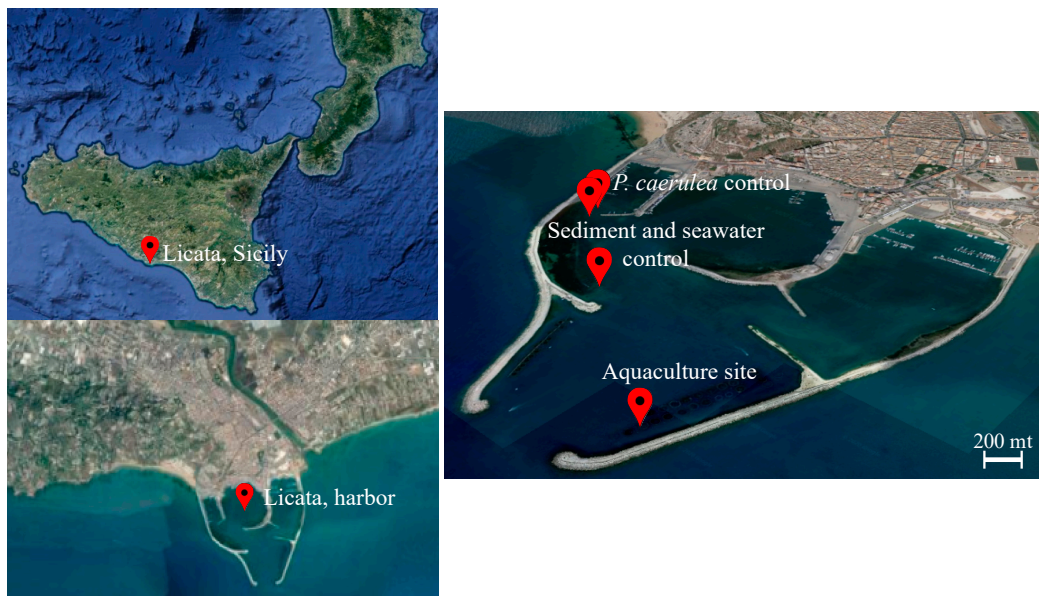 Licata, Sicily
Licata, harbor
P. caerulea control
Sediment and seawater
control
Aquaculture site
200 mt